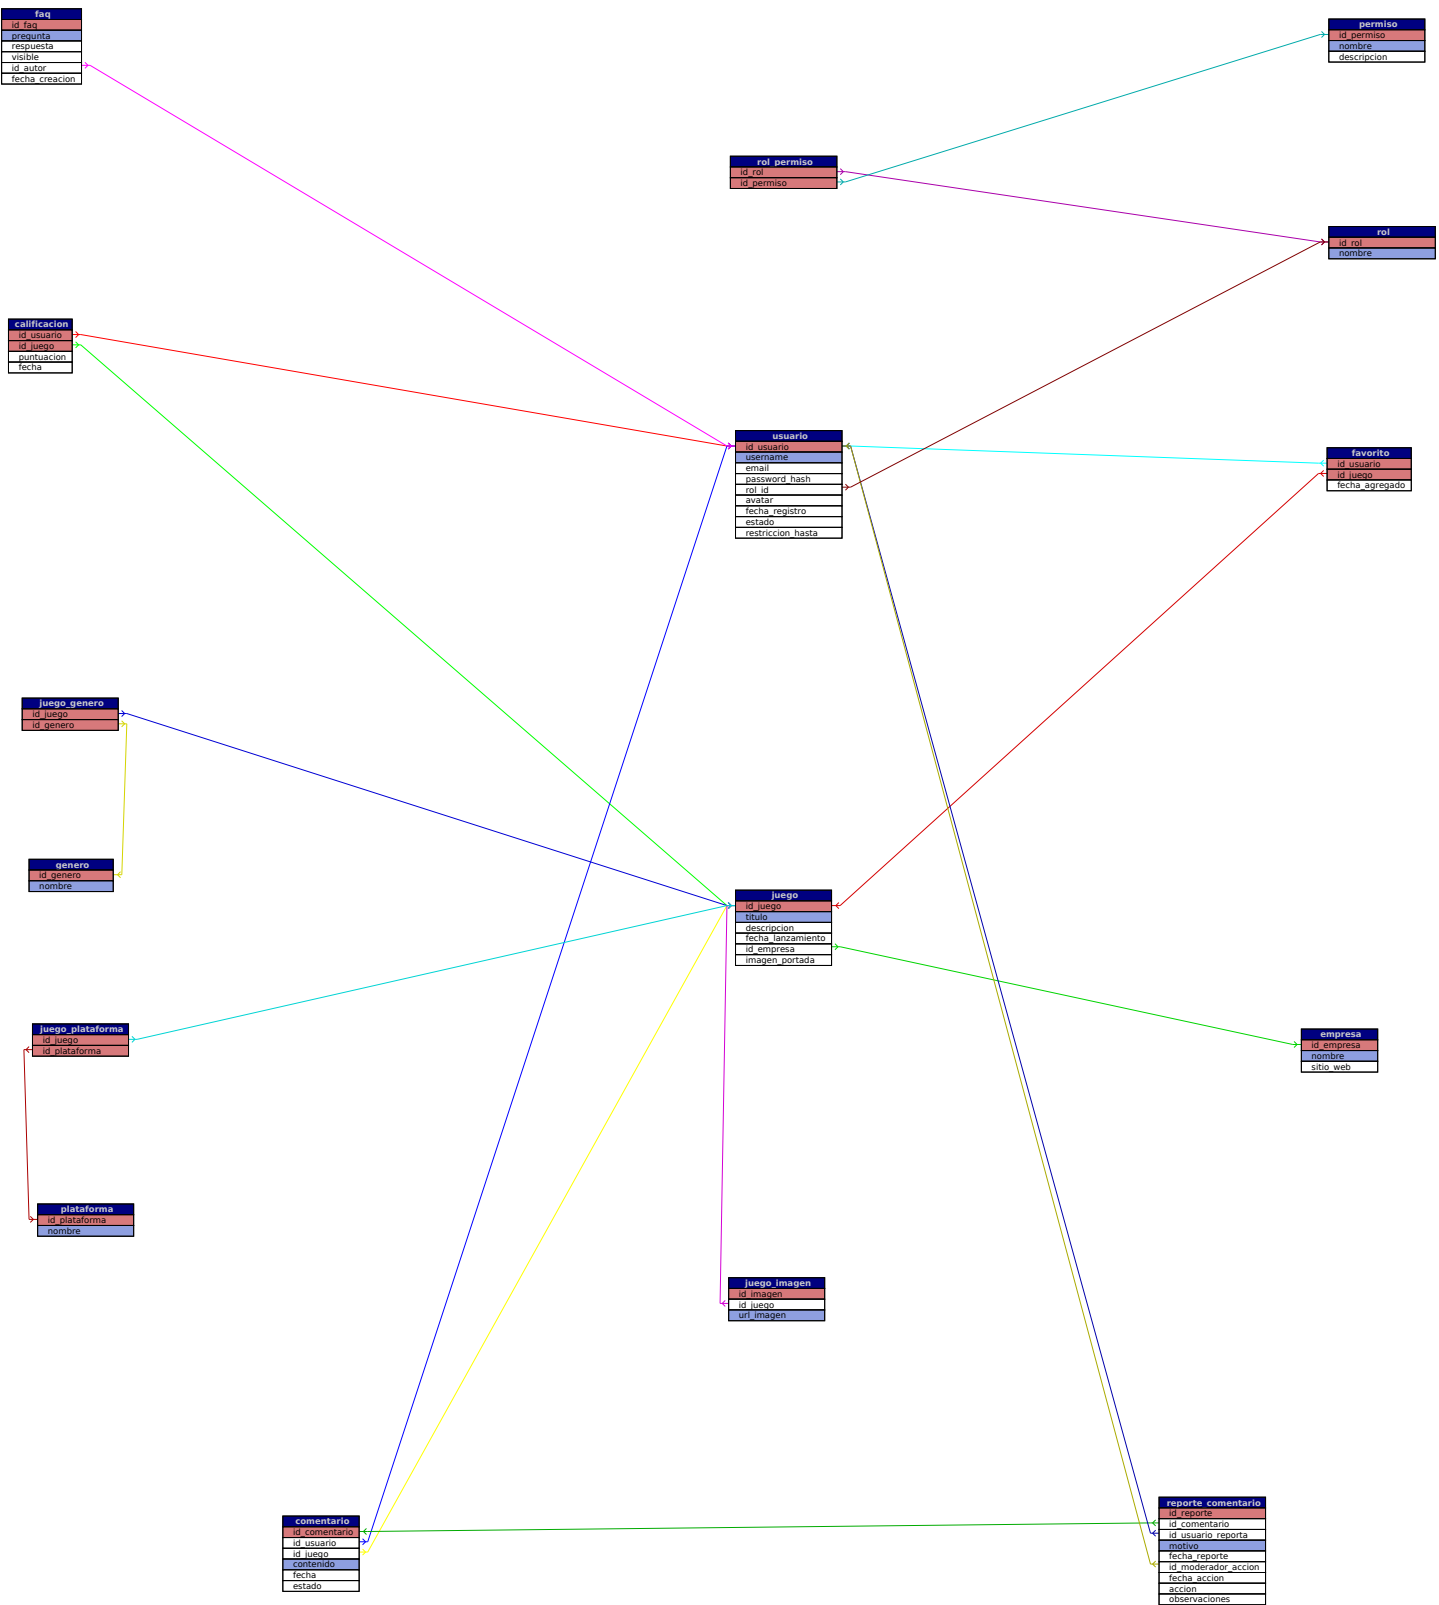 faq
id_faq
pregunta
respuesta
visible
id_autor
fecha_creacion
permiso
id_permiso
nombre
descripcion
rol_permiso
id_rol
id_permiso
rol
id_rol
nombre
calificacion
id_usuario
id_juego
puntuacion
fecha
usuario
id_usuario
username
email
password_hash
rol_id
avatar
fecha_registro
estado
restriccion_hasta
favorito
id_usuario
id_juego
fecha_agregado
juego_genero
id_juego
id_genero
genero
id_genero
nombre
juego
id_juego
titulo
descripcion
fecha_lanzamiento
id_empresa
imagen_portada
juego_plataforma
id_juego
id_plataforma
empresa
id_empresa
nombre
sitio_web
plataforma
id_plataforma
nombre
juego_imagen
id_imagen
id_juego
url_imagen
comentario
id_comentario
id_usuario
id_juego
contenido
fecha
estado
reporte_comentario
id_reporte
id_comentario
id_usuario_reporta
motivo
fecha_reporte
id_moderador_accion
fecha_accion
accion
observaciones